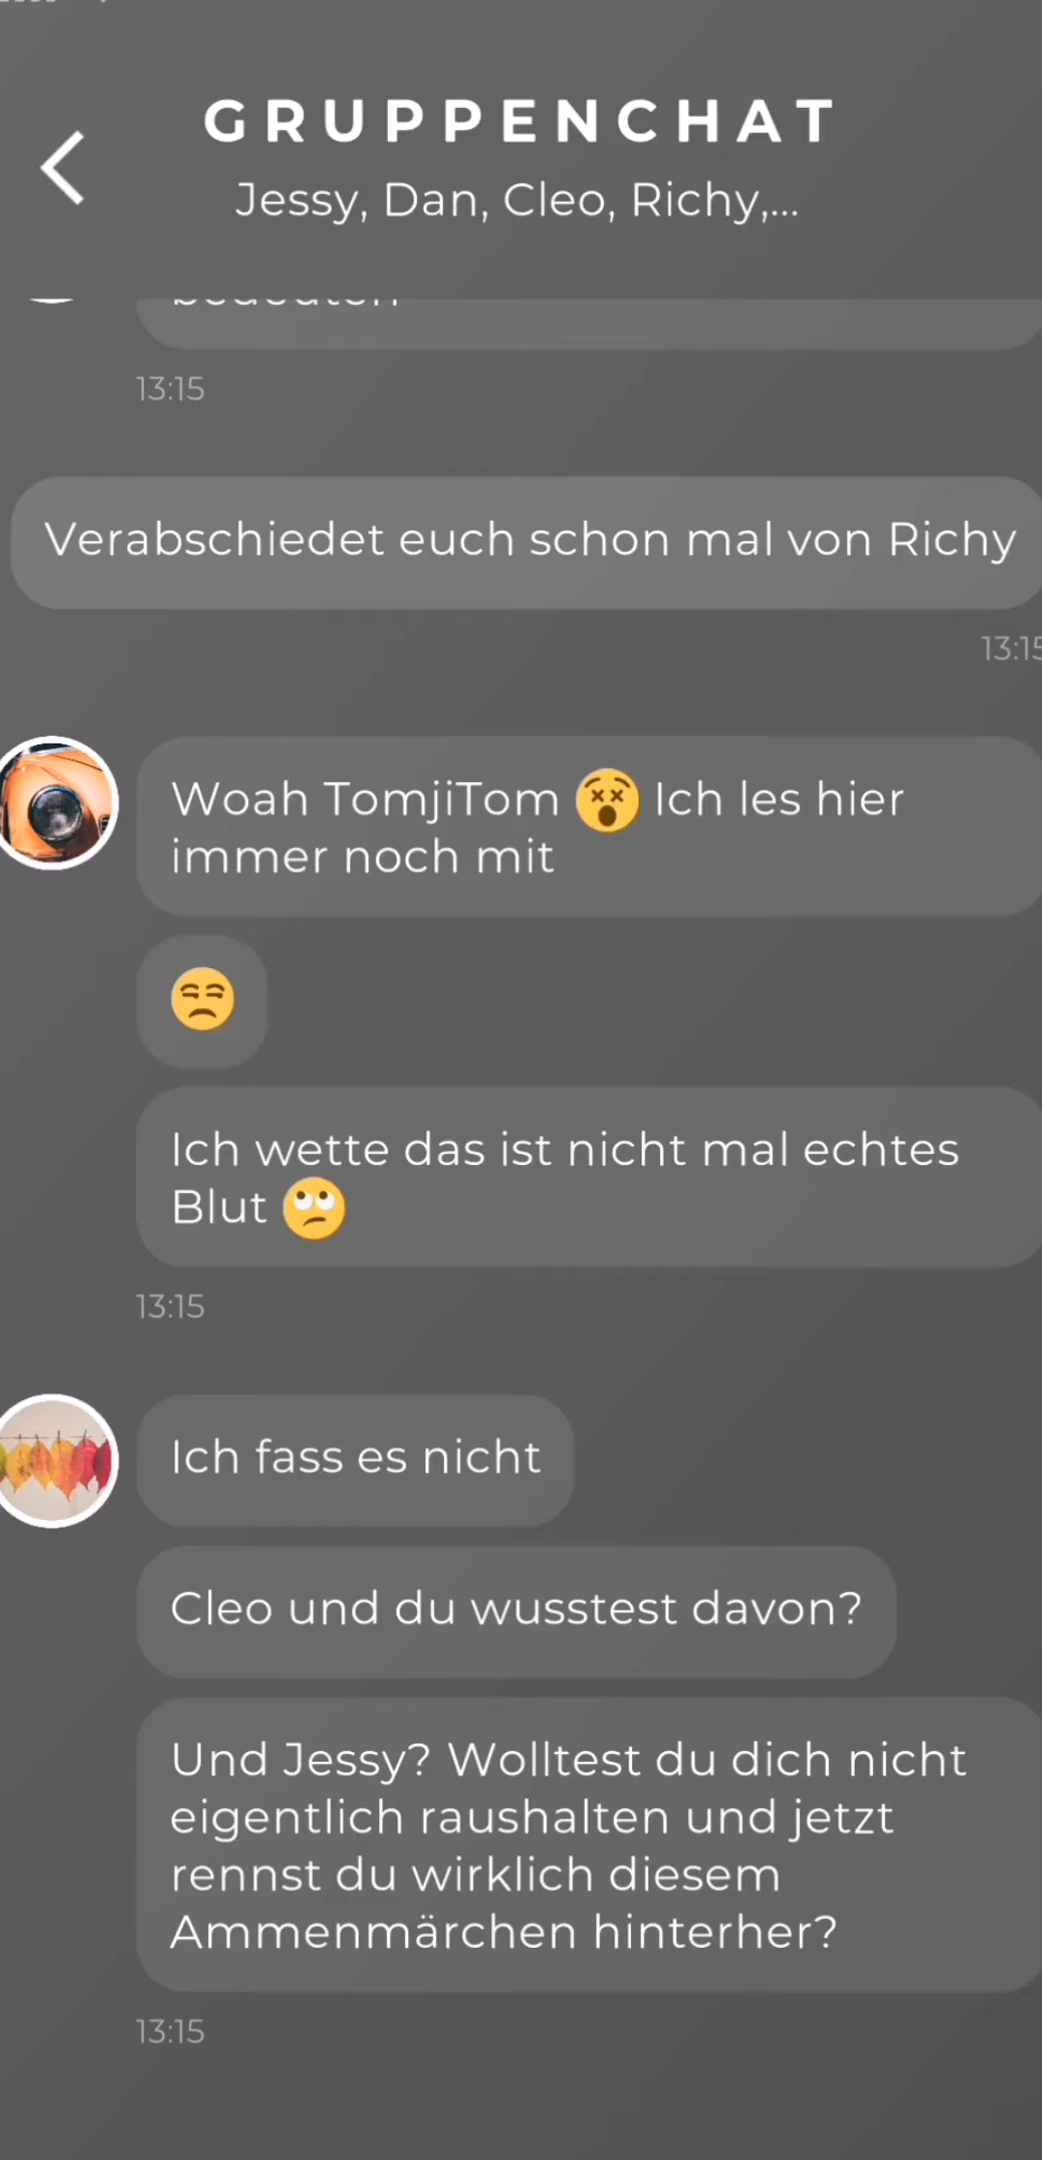 GRUPPENCHAT
Jessy, Dan, Cleo, Richy,...
13:15
Verabschiedet euch schon mal von Richy
13:15
Woah TomjiTom 😵 Ich les hier
immer noch mit
😒
Ich wette das ist nicht mal echtes
Blut 🙄
13:15
Ich fass es nicht
Cleo und du wusstest davon?
Und Jessy? Wolltest du dich nicht
eigentlich raushalten und jetzt
rennst du wirklich diesem
Ammenmärchen hinterher?
13:15